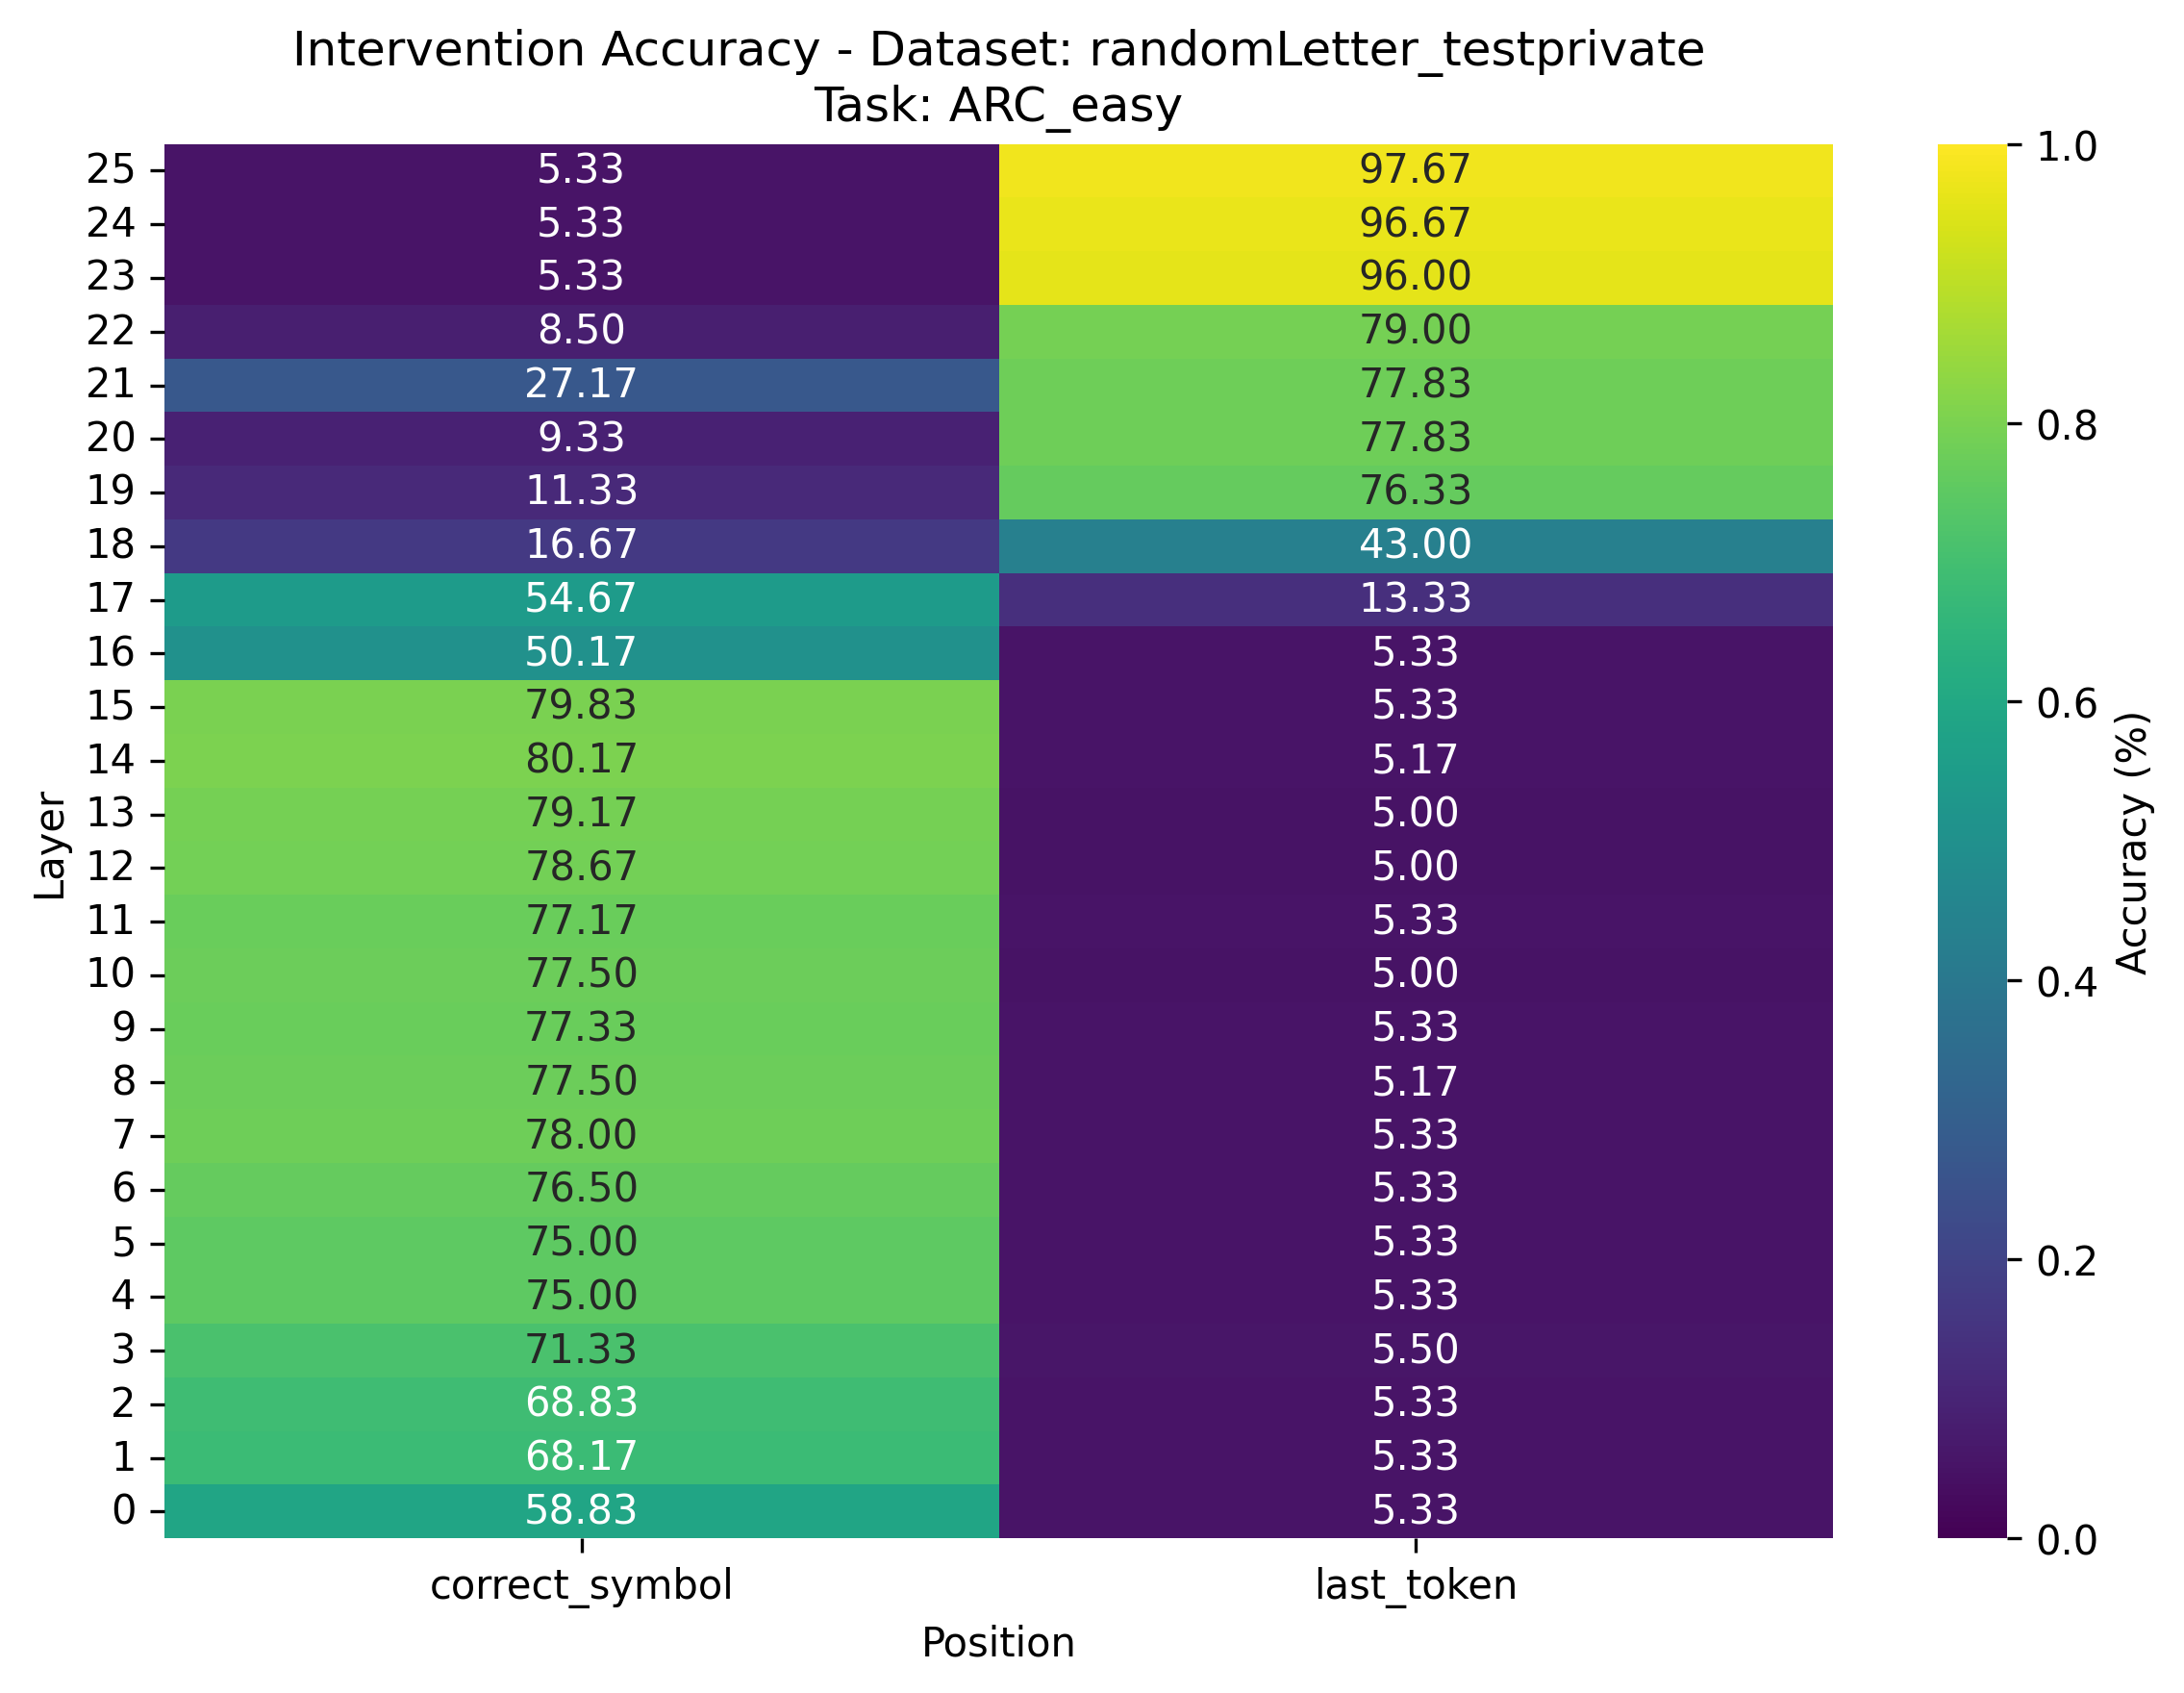 Intervention Accuracy - Dataset: randomLetter_testprivate
Task: ARC_easy
25 5.33 97.67
24 5.33 96.67
23 5.33 96.00
22 8.50 79.00
21 27.17 77.83
20 9.33 77.83
19 11.33 76.33
18 16.67 43.00
17 54.67 13.33
16 50.17 5.33
15 79.83 5.33
14 80.17 5.17
13 79.17 5.00
12 78.67 5.00
11 77.17 5.33
10 77.50 5.00
9 77.33 5.33
8 77.50 5.17
7 78.00 5.33
6 76.50 5.33
5 75.00 5.33
4 75.00 5.33
3 71.33 5.50
2 68.83 5.33
1 68.17 5.33
0 58.83 5.33
correct_symbol last_token
Position
Layer
1.0
0.8
0.6
0.4
0.2
0.0
Accuracy (%)